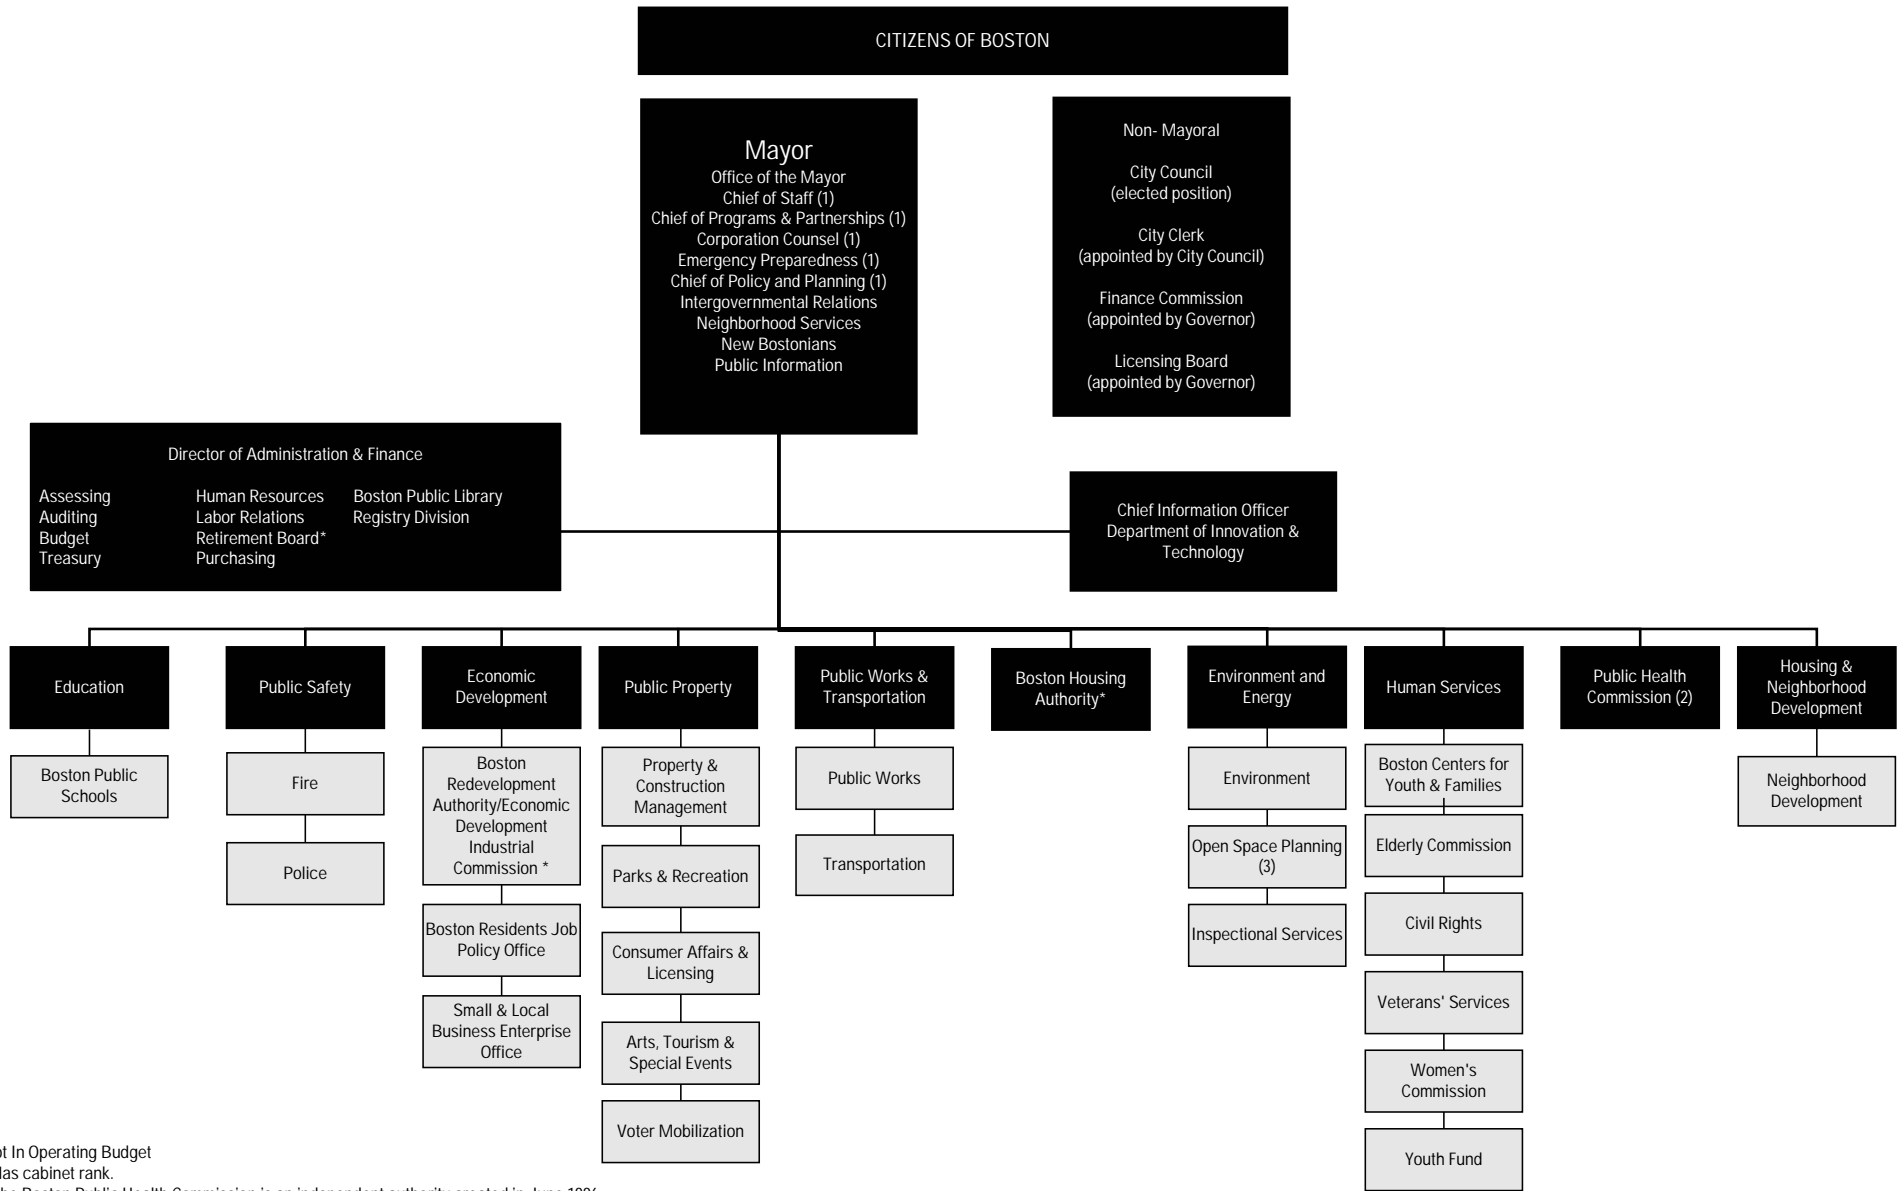 CITIZENS OF BOSTON
Mayor
Office of the Mayor
Chief of Staff (1)
Chief of Programs & Partnerships (1)
Corporation Counsel (1)
Emergency Preparedness (1)
Chief of Policy and Planning (1)
Intergovernmental Relations
Neighborhood Services
New Bostonians
Public Information
Non- Mayoral
City Council
(elected position)
City Clerk
(appointed by City Council)
Finance Commission
(appointed by Governor)
Licensing Board
(appointed by Governor)
Director of Administration & Finance
Assessing
Auditing
Budget
Treasury
Human Resources
Labor Relations
Retirement Board*
Purchasing
Boston Public Library
Registry Division
Chief Information Officer
Department of Innovation &
Technology
Education
Boston Public
Schools
Public Safety
Fire
Police
Economic
Development
Boston
Redevelopment
Authority/Economic
Development
Industrial
Commission *
Boston Residents Job
Policy Office
Small & Local
Business Enterprise
Office
Public Property
Property &
Construction
Management
Parks & Recreation
Consumer Affairs &
Licensing
Arts, Tourism &
Special Events
Voter Mobilization
Public Works &
Transportation
Public Works
Transportation
Boston Housing
Authority*
Environment and
Energy
Environment
Open Space Planning
(3)
Inspectional Services
Human Services
Boston Centers for
Youth & Families
Elderly Commission
Civil Rights
Veterans' Services
Women's
Commission
Youth Fund
Public Health
Commission (2)
Housing &
Neighborhood
Development
Neighborhood
Development
In Operating Budget
cabinet rank.